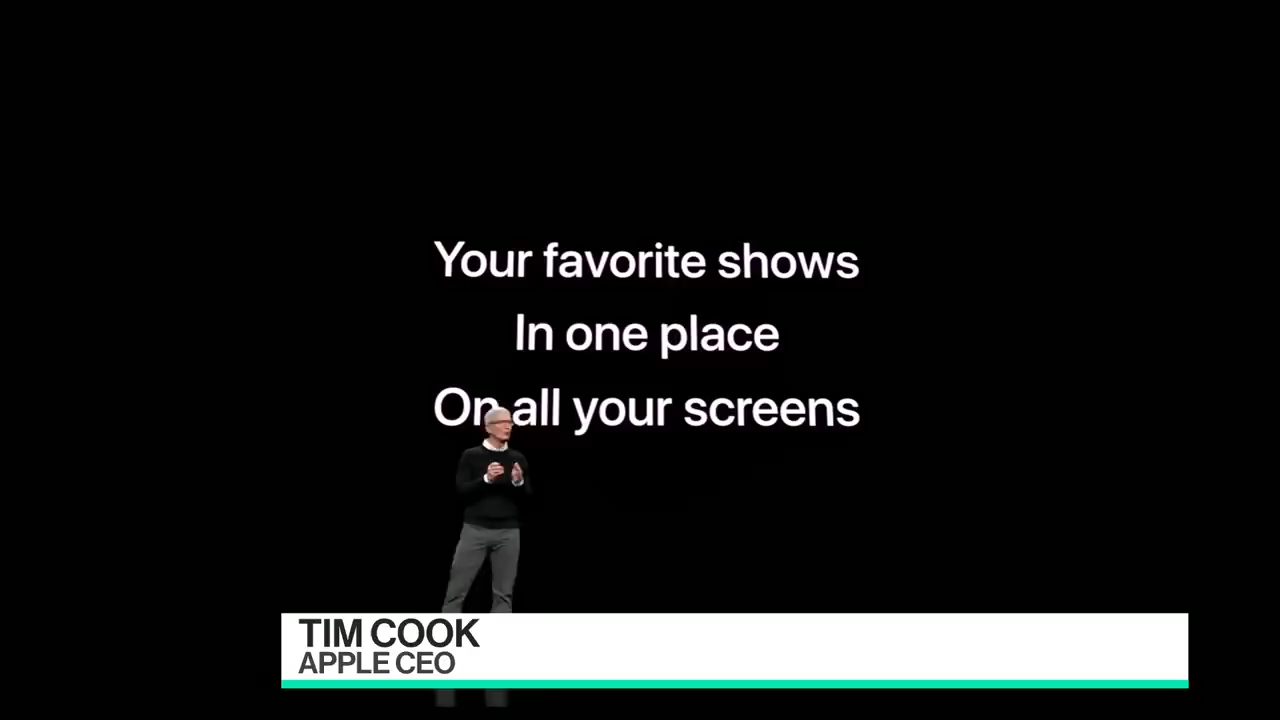 Your favorite shows
In one place
On all your screens
TIM COOK
APPLE CEO